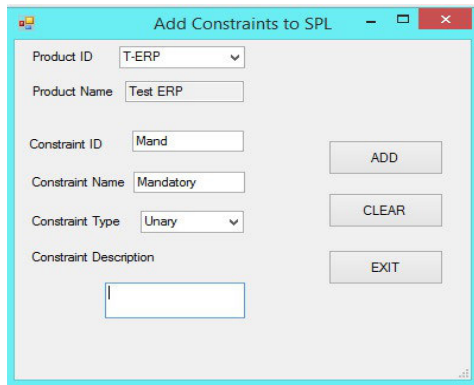 Add Constraints to SPL
Product ID T-ERP
Product Name Test ERP
Constraint ID Mand
ADD
Constraint Name Mandatory
CLEAR
Constraint Type Unary
Constraint Description
EXIT